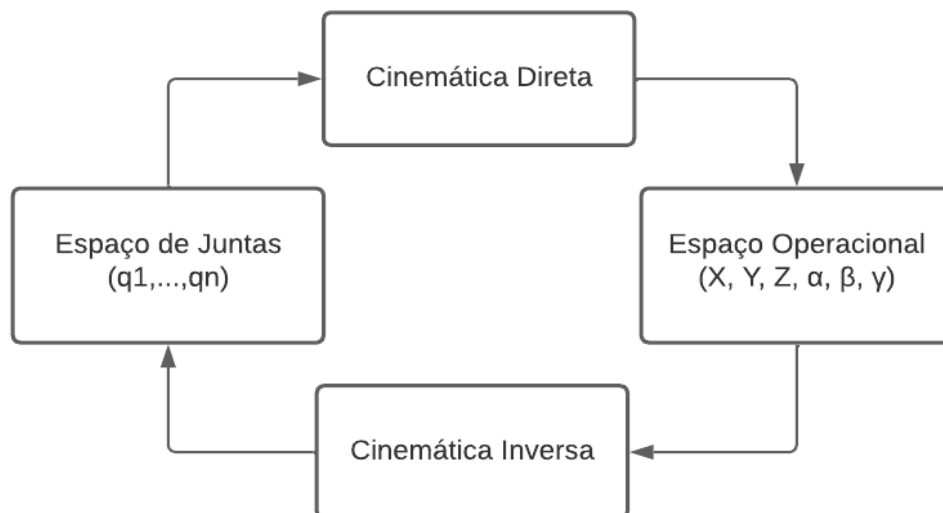 Cinemática Direta
Espaço de Juntas
(q1,...,qn)
Espaço Operacional
(X, Y, Z, α, β, γ)
Cinemática Inversa